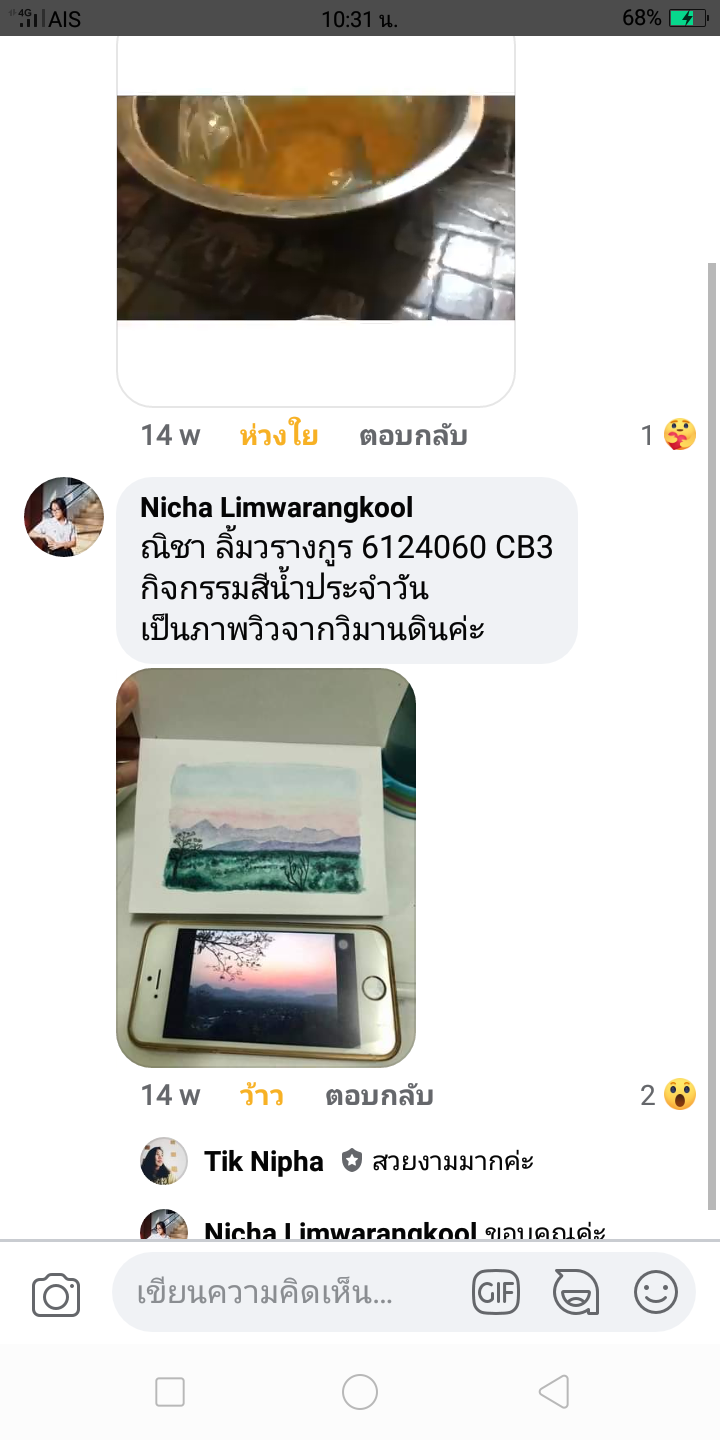 4G AIS 10:31 น. 68%
14 พ ห่วงใย ตอบกลับ 1
Nicha Limwarangkool
ณิชา ลิ้มวรางกูร 6124060 CB3
กิจกรรมสีน้ำประจำวัน
เป็นภาพวิวจากวิมานดินค่ะ
14 พ ว้าว ตอบกลับ 2
Tik Nipha สวยงามมากค่ะ
Nicha Limwarangkool ขอบคุณค่ะ
เขียนความคิดเห็น... GIF